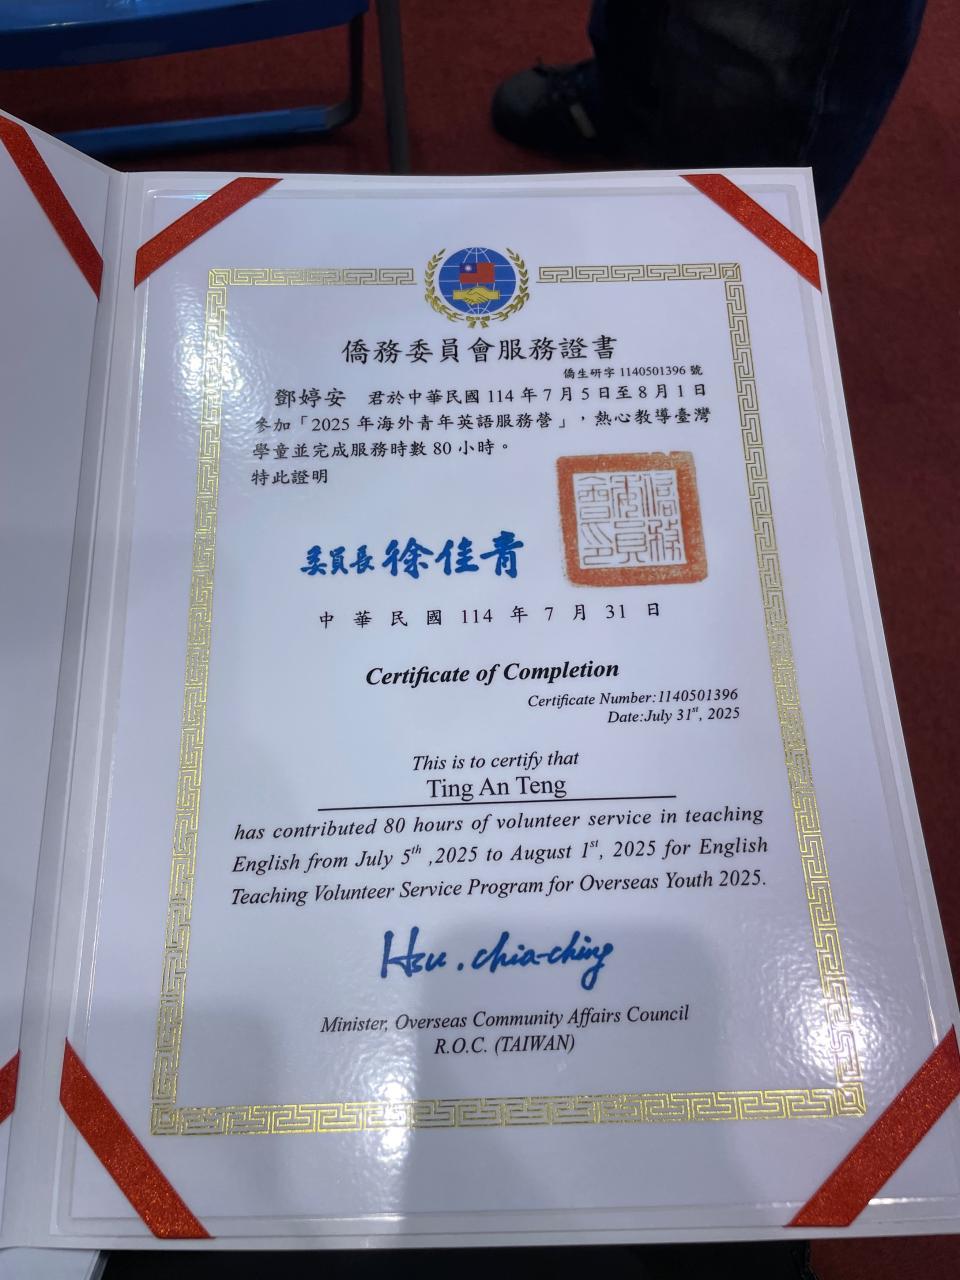 僑務委員會服務證書
僑生研字 1140501396 號
鄧婷安 君於中華民國 114 年 7 月 5 日至 8 月 1 日
參加「2025 年海外青年英語服務營」，熱心教導臺灣
學童並完成服務時數 80 小時。
特此證明
僑務委員會印
委員長 徐佳青
中華民國 114 年 7 月 31 日
Certificate of Completion
Certificate Number:1140501396
Date:July 31st, 2025
This is to certify that
Ting An Teng
has contributed 80 hours of volunteer service in teaching
English from July 5th ,2025 to August 1st, 2025 for English
Teaching Volunteer Service Program for Overseas Youth 2025.
Hsu. chia-ching
Minister, Overseas Community Affairs Council
R.O.C. (TAIWAN)